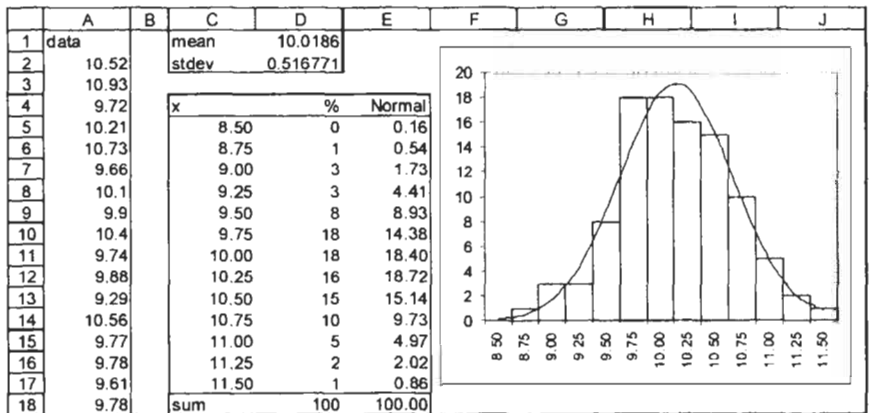 A B C D E F G H I J
1 data mean 10.0186
2 10.52 stdev 0.516771
3 10.93
4 9.72 x % Normal
5 10.21 8.50 0 0.16
6 10.73 8.75 1 0.54
7 9.66 9.00 3 1.73
8 10.1 9.25 3 4.41
9 9.9 9.50 8 8.93
10 10.4 9.75 18 14.38
11 9.74 10.00 18 18.40
12 9.88 10.25 16 18.72
13 9.29 10.50 15 15.14
14 10.56 10.75 10 9.73
15 9.77 11.00 5 4.97
16 9.78 11.25 2 2.02
17 9.61 11.50 1 0.86
18 9.78 sum 100 100.00
20
18
16
14
12
10
8
6
4
2
0
8.50 8.75 9.00 9.25 9.50 9.75 10.00 10.25 10.50 10.75 11.00 11.25 11.50